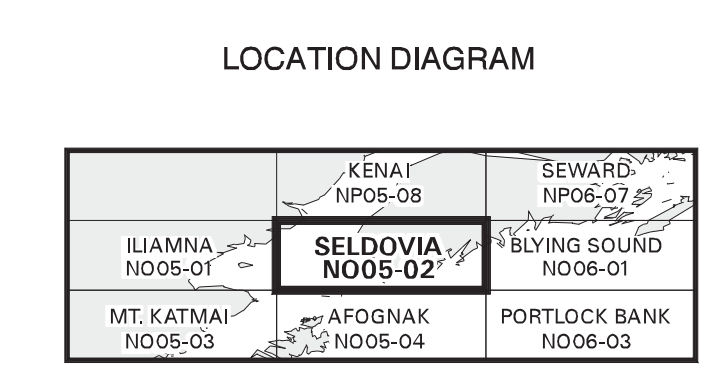 LOCATION DIAGRAM
KENAI
NP05-08
SEWARD
NP06-07
ILIAMNA
NO05-01
SELDOVIA
NO05-02
BLYING SOUND
NO06-01
MT. KATMAI
NO05-03
AFOGNAK
NO05-04
PORTLOCK BANK
NO06-03